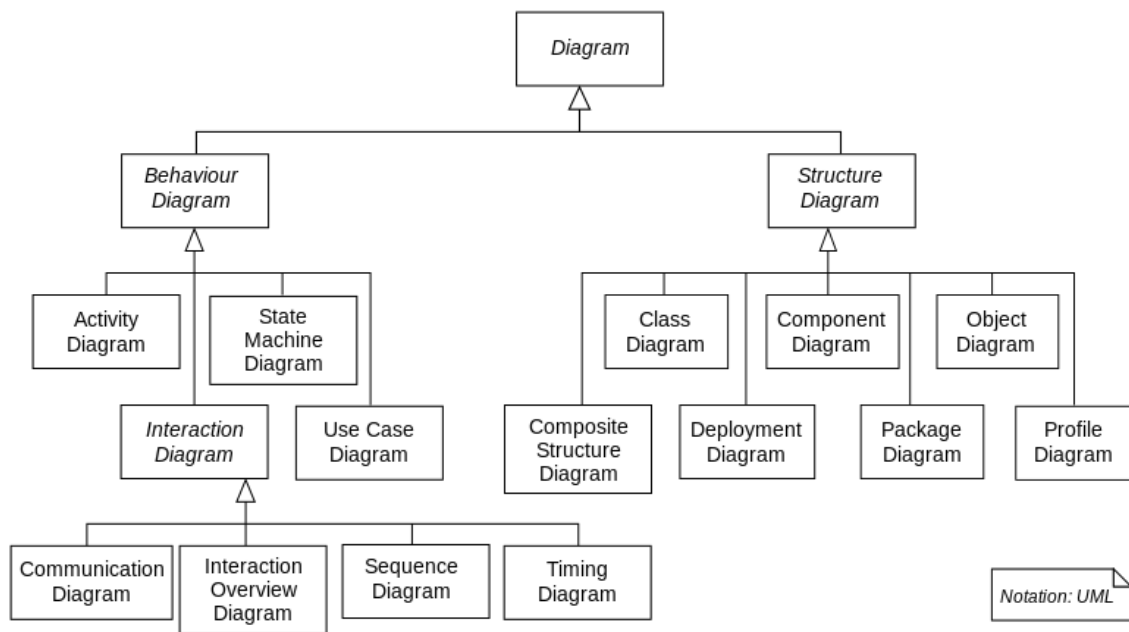 Diagram
Behaviour
Diagram
Structure
Diagram
Activity
Diagram
State
Machine
Diagram
Class
Diagram
Component
Diagram
Object
Diagram
Interaction
Diagram
Use Case
Diagram
Composite
Structure
Diagram
Deployment
Diagram
Package
Diagram
Profile
Diagram
Communication
Diagram
Interaction
Overview
Diagram
Sequence
Diagram
Timing
Diagram
Notation: UML